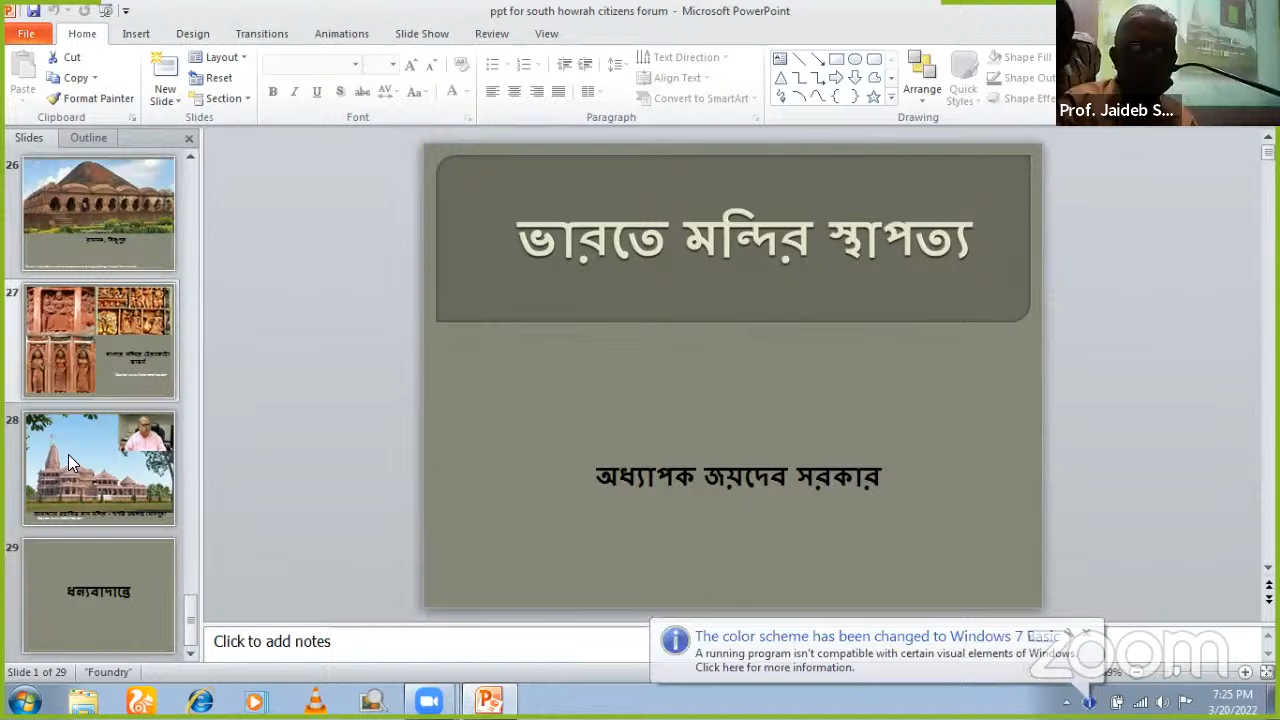 ppt for south howrah citizens forum - Microsoft PowerPoint
File Home Insert Design Transitions Animations Slide Show Review View
Cut
Copy
Format Painter
Paste
Clipboard
New
Slide
Layout
Reset
Section
Slides
Font
Text Direction
Align Text
Convert to SmartArt
Paragraph
Arrange
Quick
Styles
Shape Fill
Shape Out
Shape Effe
Drawing
Prof. Jaideb S...
Slides Outline
26
27
28
29
ধন্যবাদান্তে
ভারতে মন্দির স্থাপত্য
অধ্যাপক জয়দেব সরকার
Click to add notes
The color scheme has been changed to Windows 7 Basic
A running program isn't compatible with certain visual elements of Windows.
Click here for more information.
zoom
Slide 1 of 29 "Foundry"
7:25 PM
3/20/2022